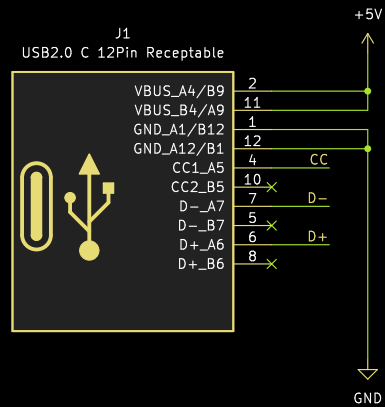 +5V
J1
USB2.0 C 12Pin Receptable
VBUS_A4/B9 2
VBUS_B4/A9 11
GND_A1/B12 1
GND_A12/B1 12
CC1_A5 4 CC
CC2_B5 10
D-_A7 7 D-
D-_B7 5
D+_A6 6 D+
D+_B6 8
GND